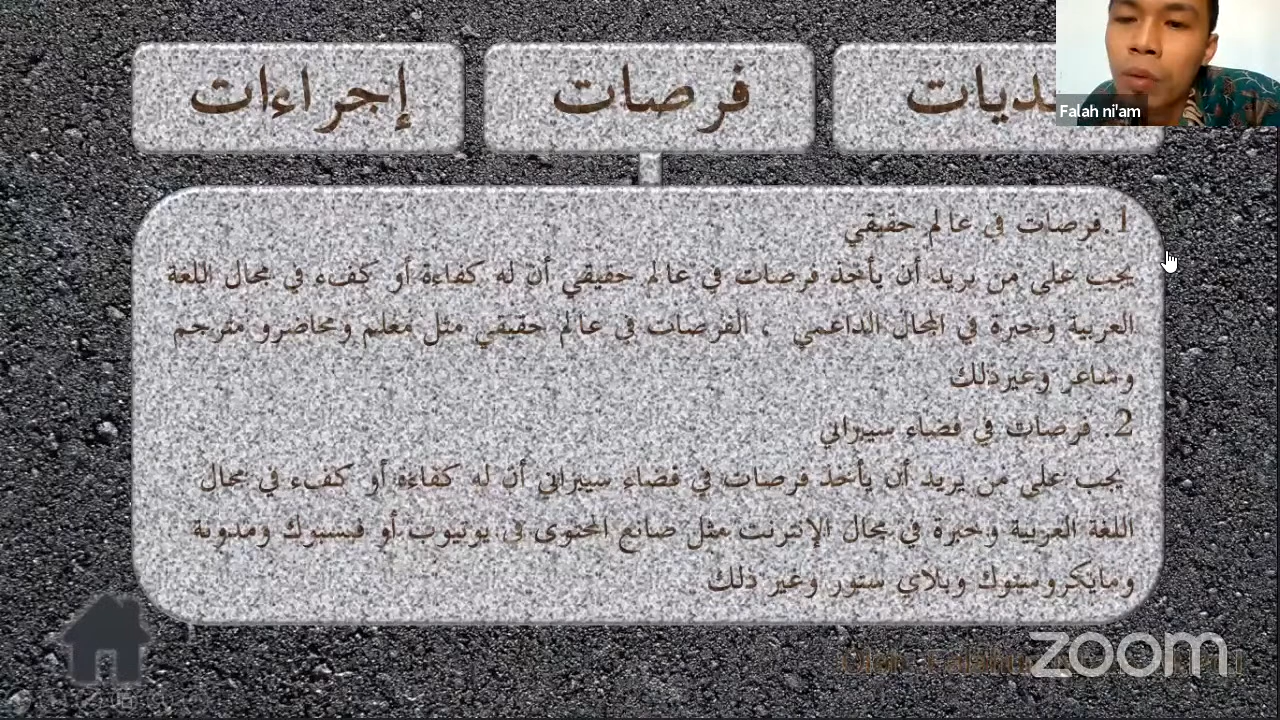 إجراءات
فرصات
ديات
Falah ni'am
1.فرصات في عالم حقيقي
يجب على من يريد أن يأخذ فرصات في عالم حقيقي أن له كفاءة أو كفء في مجال اللغة
العربية وخبرة في المجال الداعمي ، الفرصات في عالم حقيقي مثل معلم ومحاضرو مترجم
وشاعر وغيرذلك
2. فرصات في فضاء سيبراني
يجب على من يريد أن يأخذ فرصات في فضاء سيبراني أن له كفاءة أو كفء في مجال
اللغة العربية وخبرة في مجال الإنترنت مثل صانع المحتوى في يوتيوب أو فيسبوك ومدونة
ومايكروستوك وبلاي ستور وغير ذلك
zoom